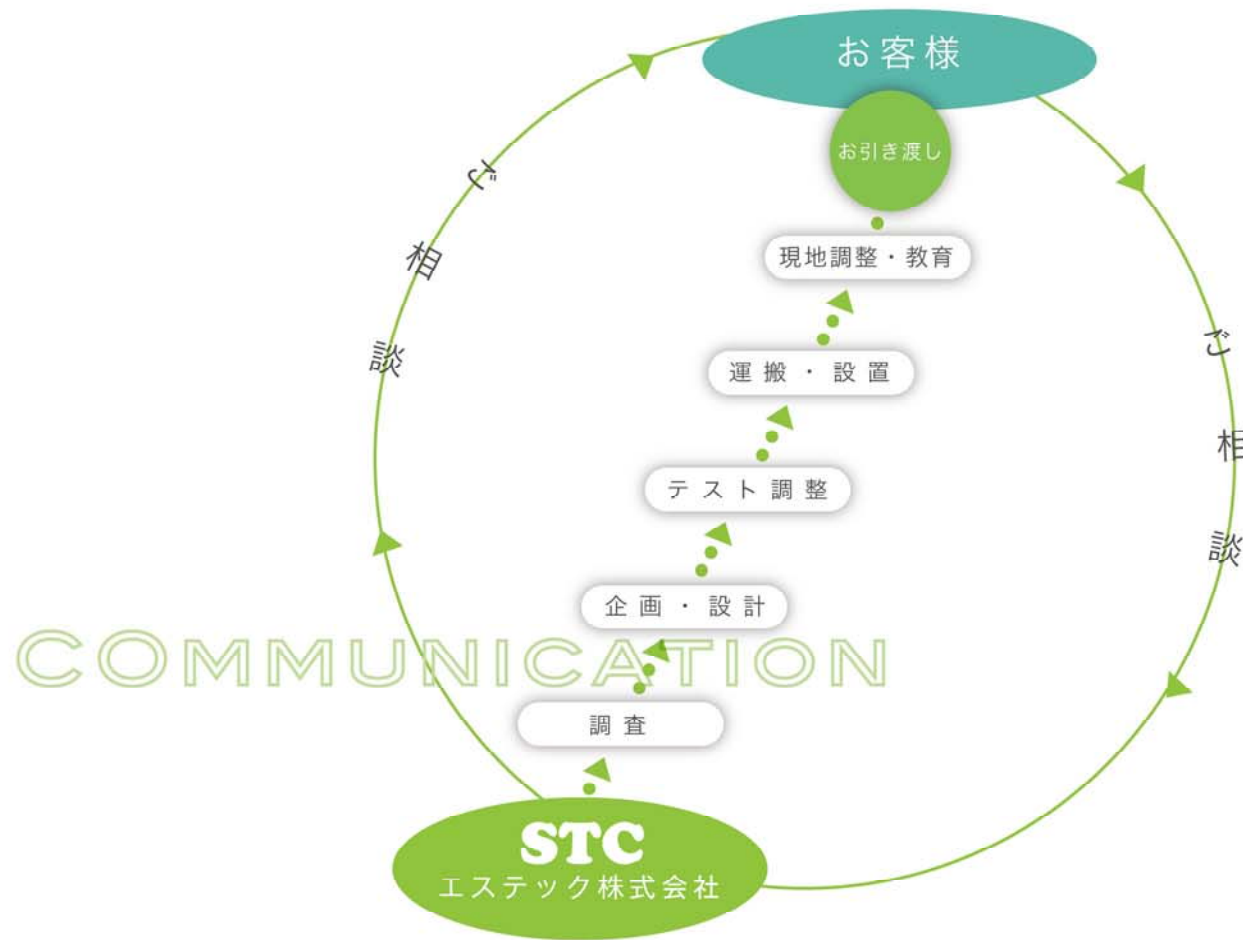 お客様
お引き渡し
現地調整・教育
運搬・設置
テスト調整
企画・設計
COMMUNICATION
調査
STC
エステック株式会社
ご相談
ご相談